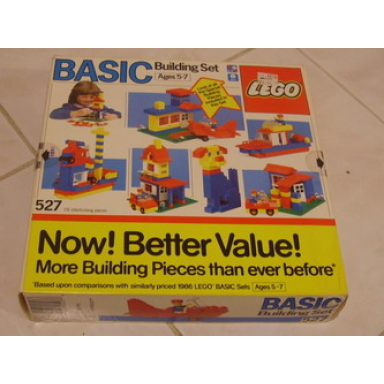 BASIC Building Set
Ages 5-7
LEGO
527
Now! Better Value!
More Building Pieces than ever before*
*Based upon comparisons with similarly priced 1986 LEGO® BASIC Sets Ages 5-7
BASIC
Building Set
527